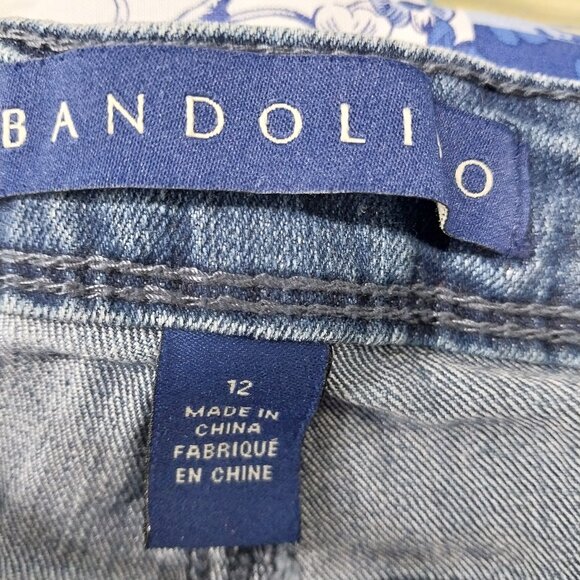 BANDOLI O
12
MADE IN
CHINA
FABRIQUÉ
EN CHINE